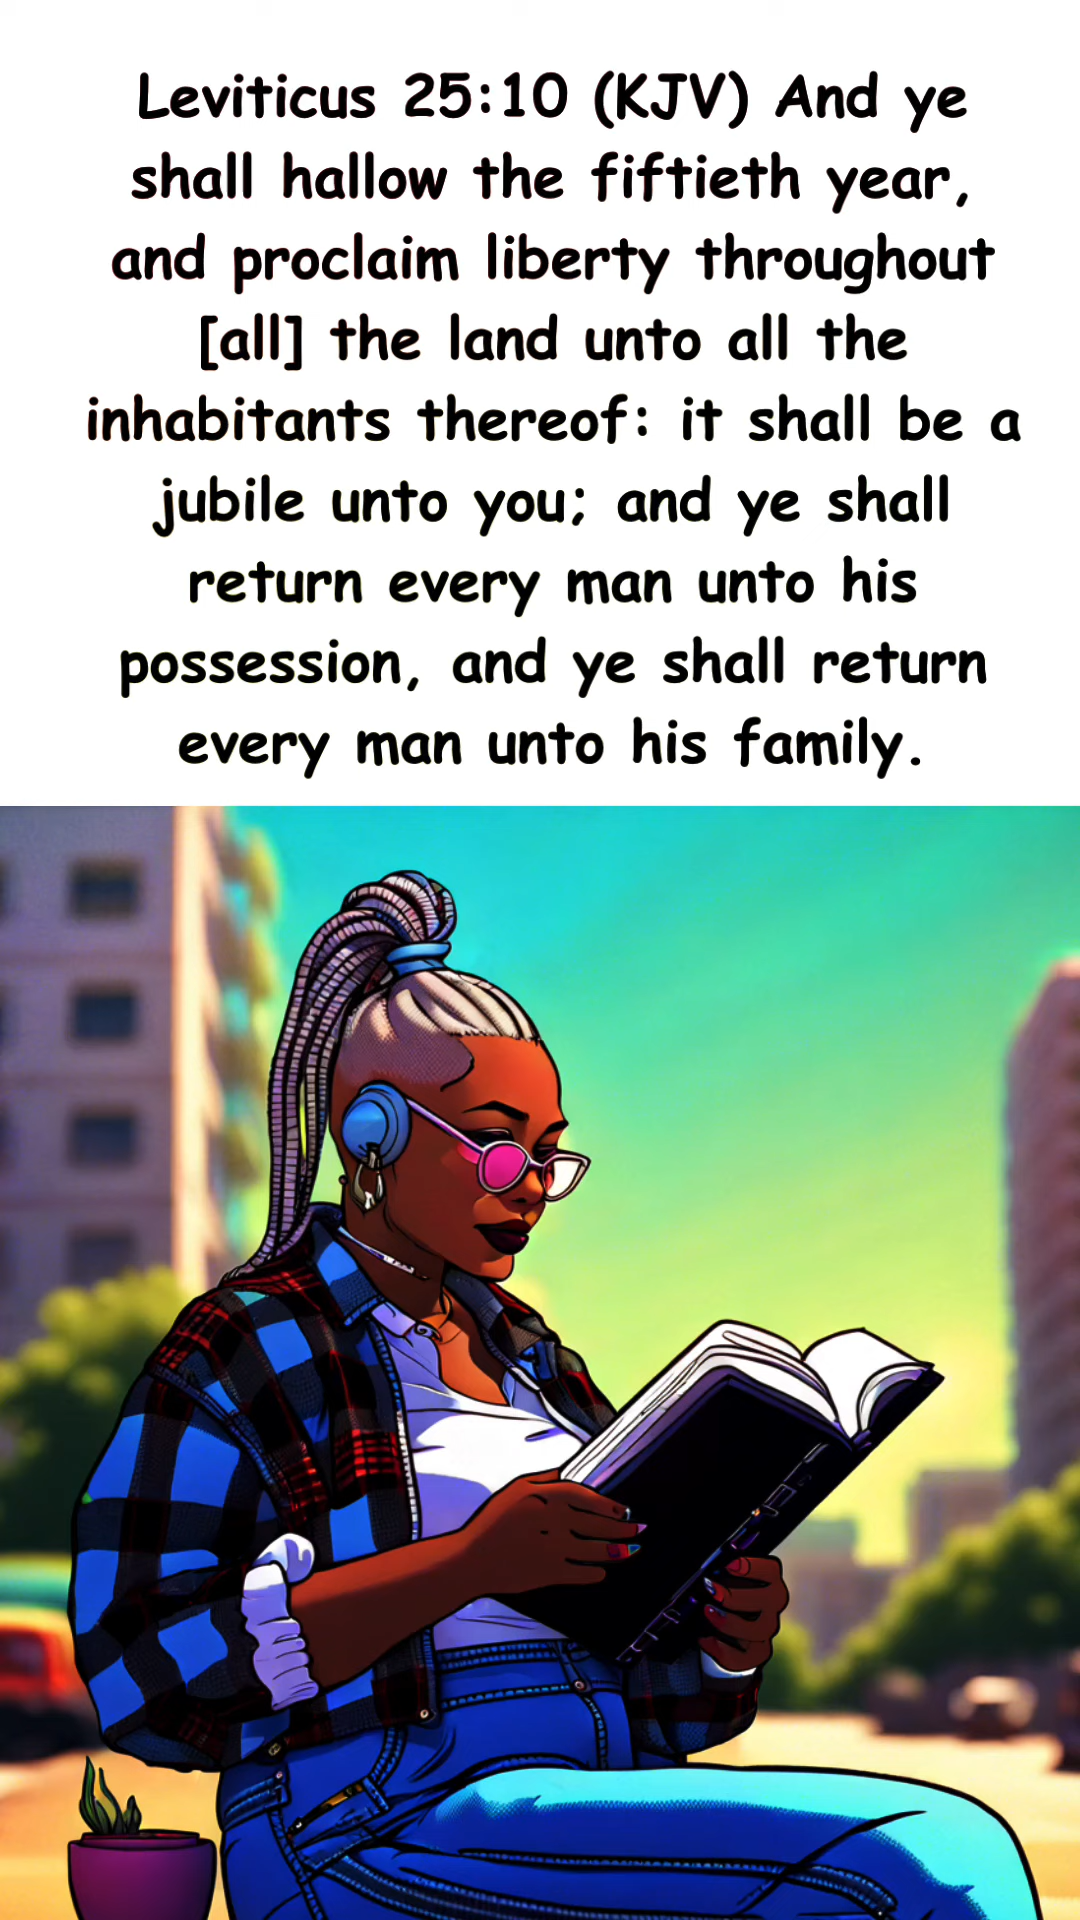 Leviticus 25:10 (KJV) And ye
shall hallow the fiftieth year,
and proclaim liberty throughout
[all] the land unto all the
inhabitants thereof: it shall be a
jubile unto you; and ye shall
return every man unto his
possession, and ye shall return
every man unto his family.